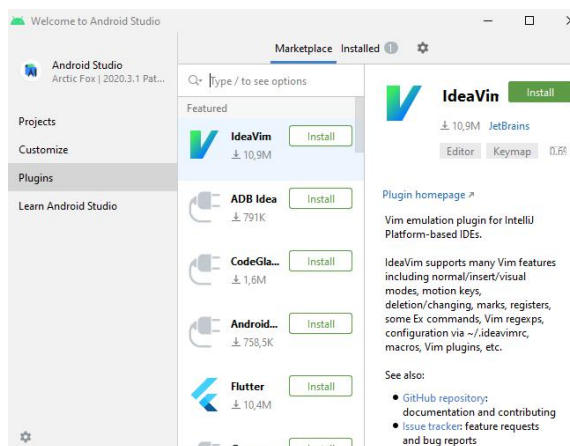 Welcome to Android Studio
Android Studio
Arctic Fox | 2020.3.1 Pat...
Projects
Customize
Plugins
Learn Android Studio
Marketplace Installed 1
Type / to see options
Featured
IdeaVim Install
10,9M
ADB Idea Install
791K
CodeGla... Install
1,6M
Android... Install
758,5K
Flutter Install
10,4M
IdeaVim Install
10,9M JetBrains
Editor Keymap
Plugin homepage
Vim emulation plugin for IntelliJ
Platform-based IDEs.
IdeaVim supports many Vim features
including normal/insert/visual
modes, motion keys,
deletion/changing, marks, registers,
some Ex commands, Vim regexps,
configuration via ~/.ideavimrc,
macros, Vim plugins, etc.
See also:
GitHub repository:
documentation and contributing
Issue tracker: feature requests
and bug reports